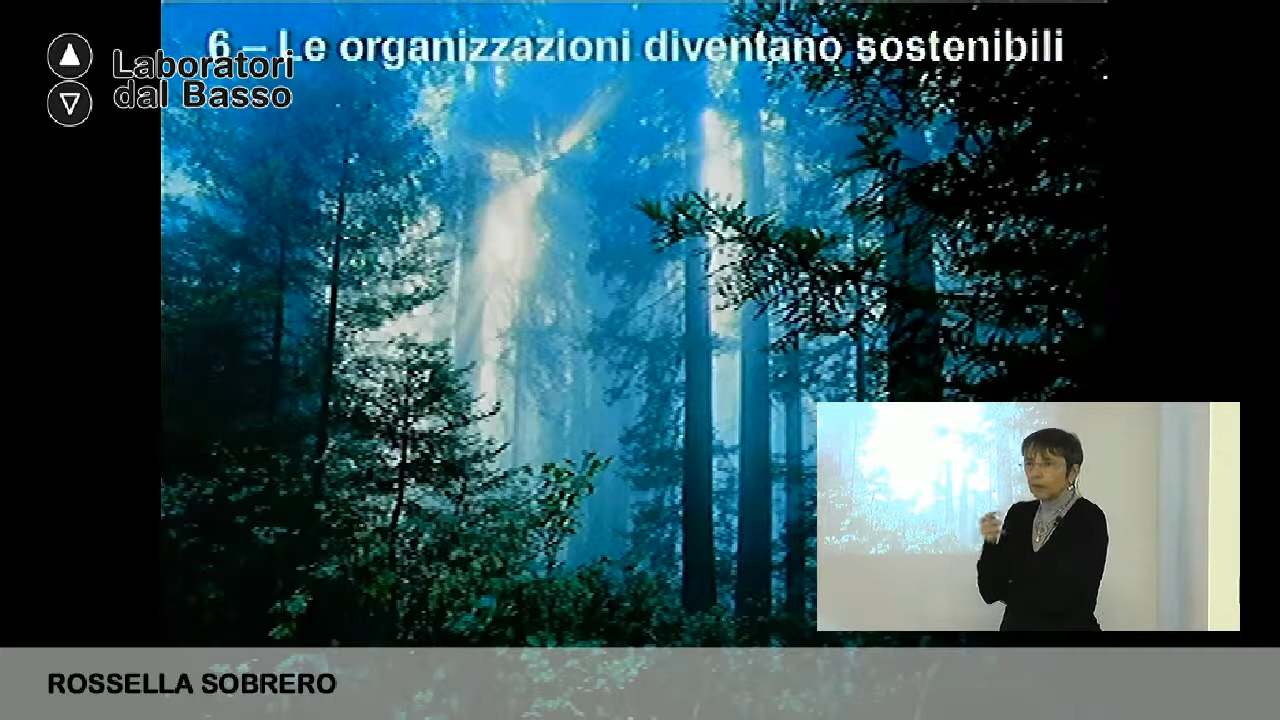 6 – Le organizzazioni diventano sostenibili
Laboratori
dal Basso
ROSSELLA SOBRERO